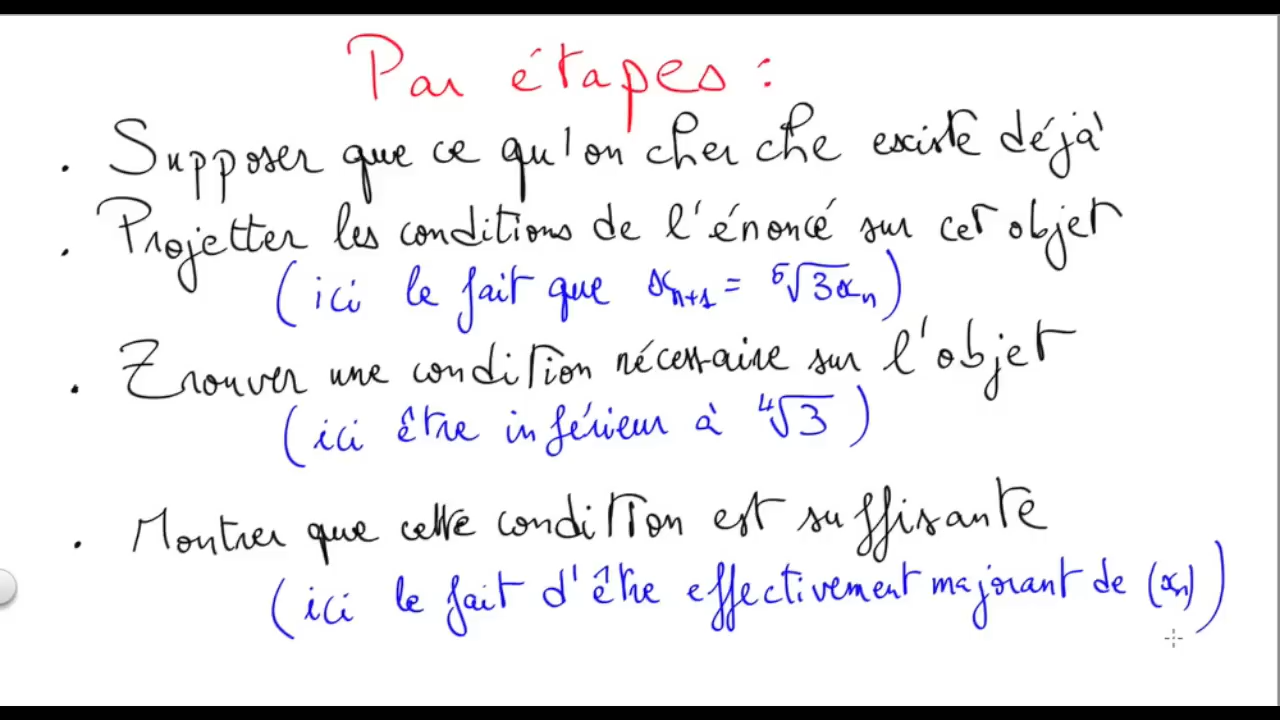 Par étapes :
. Supposer que ce qu'on cherche existe déjà
. Projetter les conditions de l'énoncé sur cet objet
(ici le fait que xₙ₊₁ = ⁵√3xₙ)
. Trouver une condition nécessaire sur l'objet
(ici être inférieur à ⁴√3)
. Montrer que cette condition est suffisante
(ici le fait d'être effectivement majorant de (xₙ))